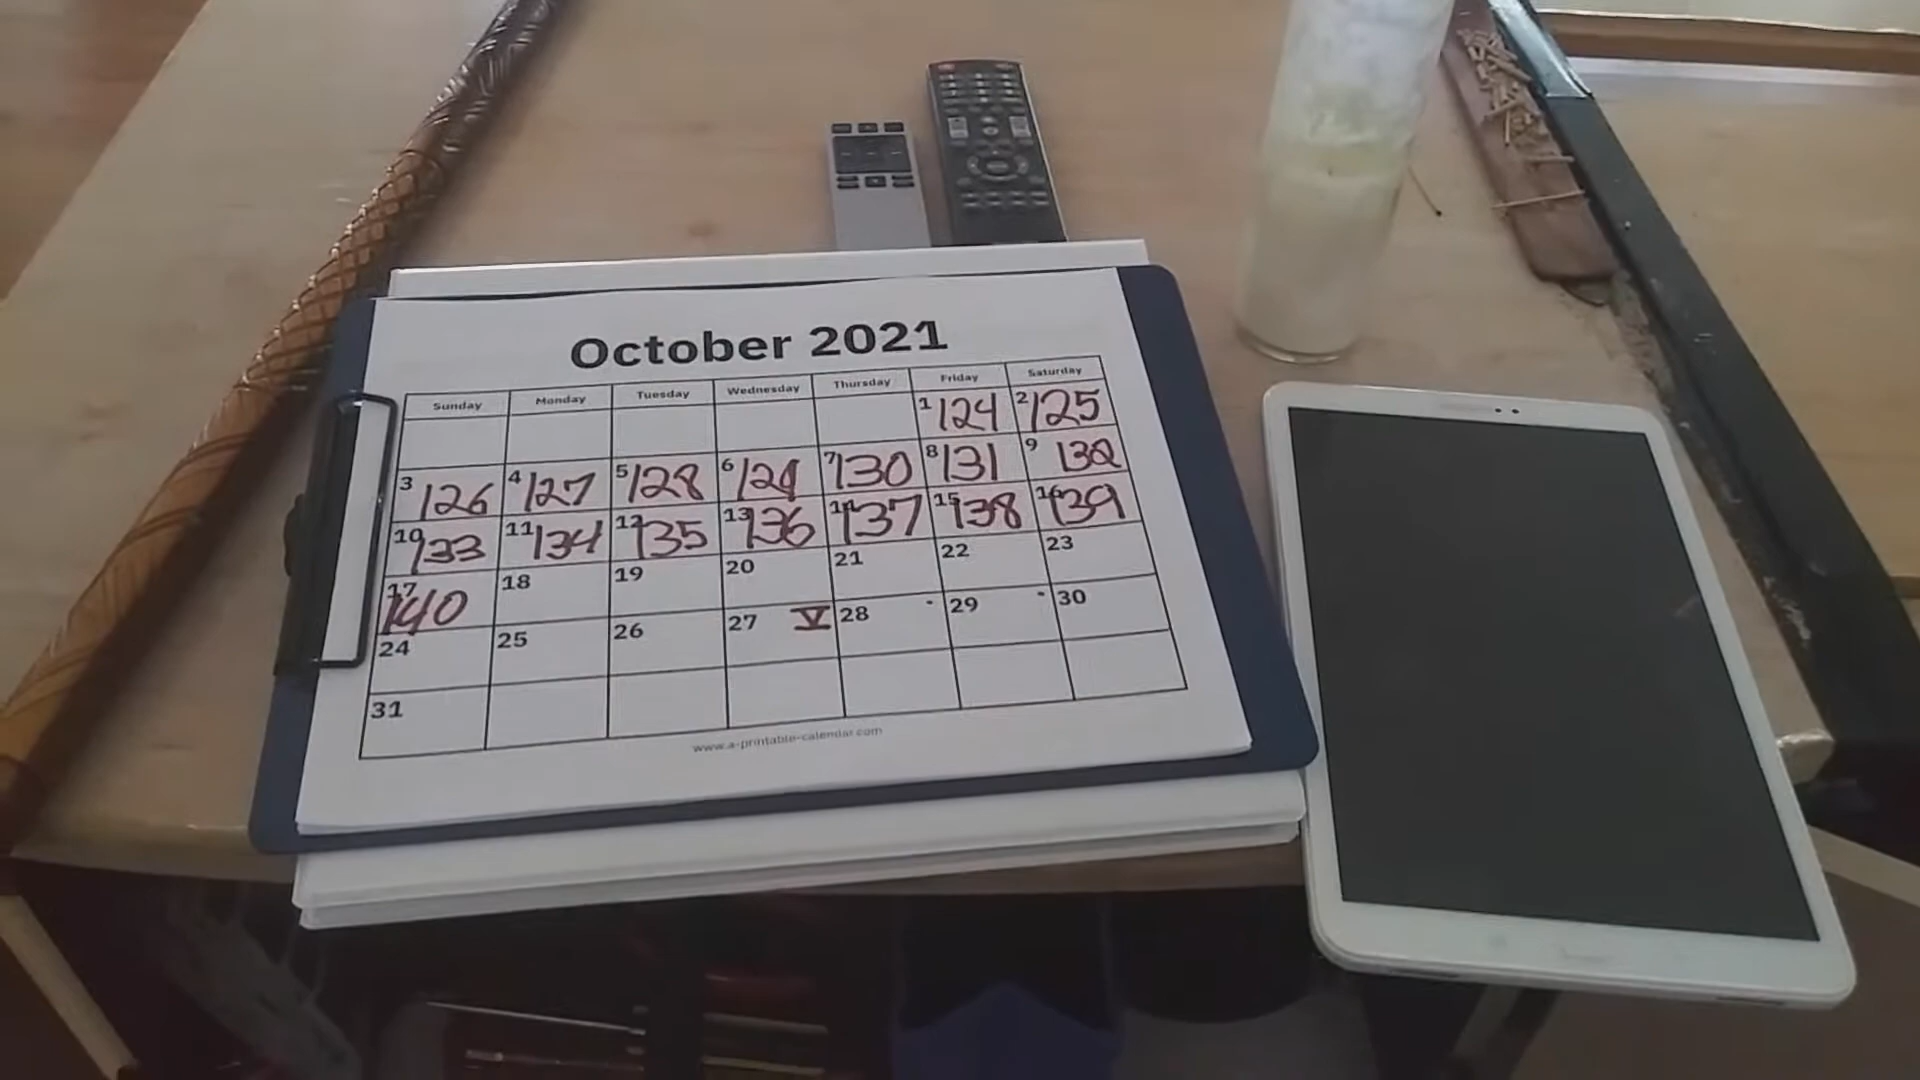 October 2021
Sunday Monday Tuesday Wednesday Thursday Friday Saturday
1 124 2 125
3 126 4 127 5 128 6 129 7 130 8 131 9 132
10 133 11 134 12 135 13 136 14 137 15 138 16 139
17 140 18 19 20 21 22 23
24 25 26 27 V 28 29 30
31
www.a-printable-calendar.com